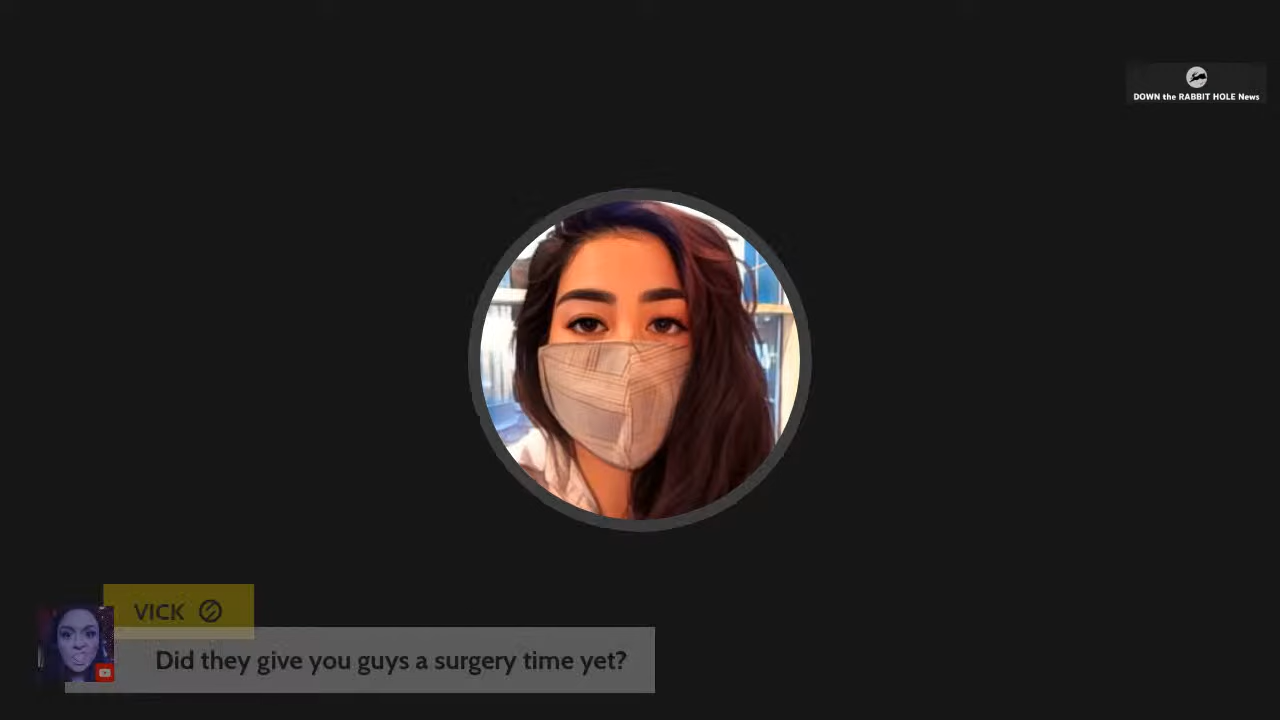 DOWN the RABBIT HOLE News
VICK
Did they give you guys a surgery time yet?